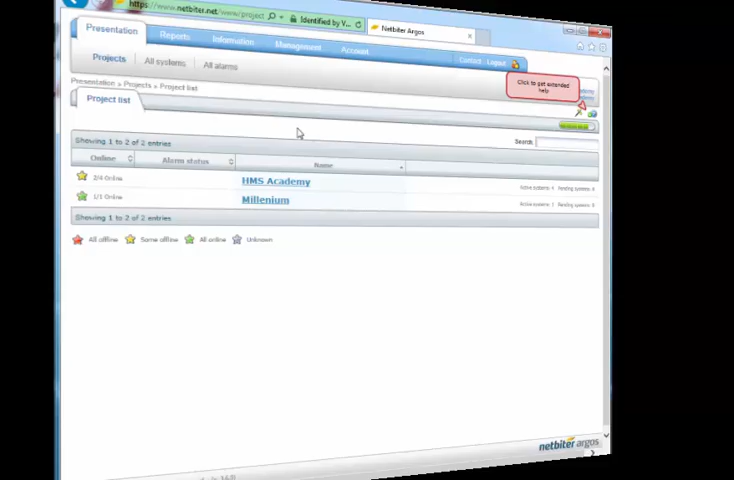 https://www.netbiter.net/www/project
Identified by V...
Netbiter Argos
Presentation
Reports
Information
Management
Account
Contact
Logout
Projects
All systems
All alarms
Click to get extended
help
Presentation » Projects » Project list
Project list
Search:
Showing 1 to 2 of 2 entries
Online
Alarm status
Name
2/4 Online
HMS Academy
Active systems: 4 Pending systems: 4
1/1 Online
Millenium
Showing 1 to 2 of 2 entries
All offline
Some offline
All online
Unknown
netbiter argos